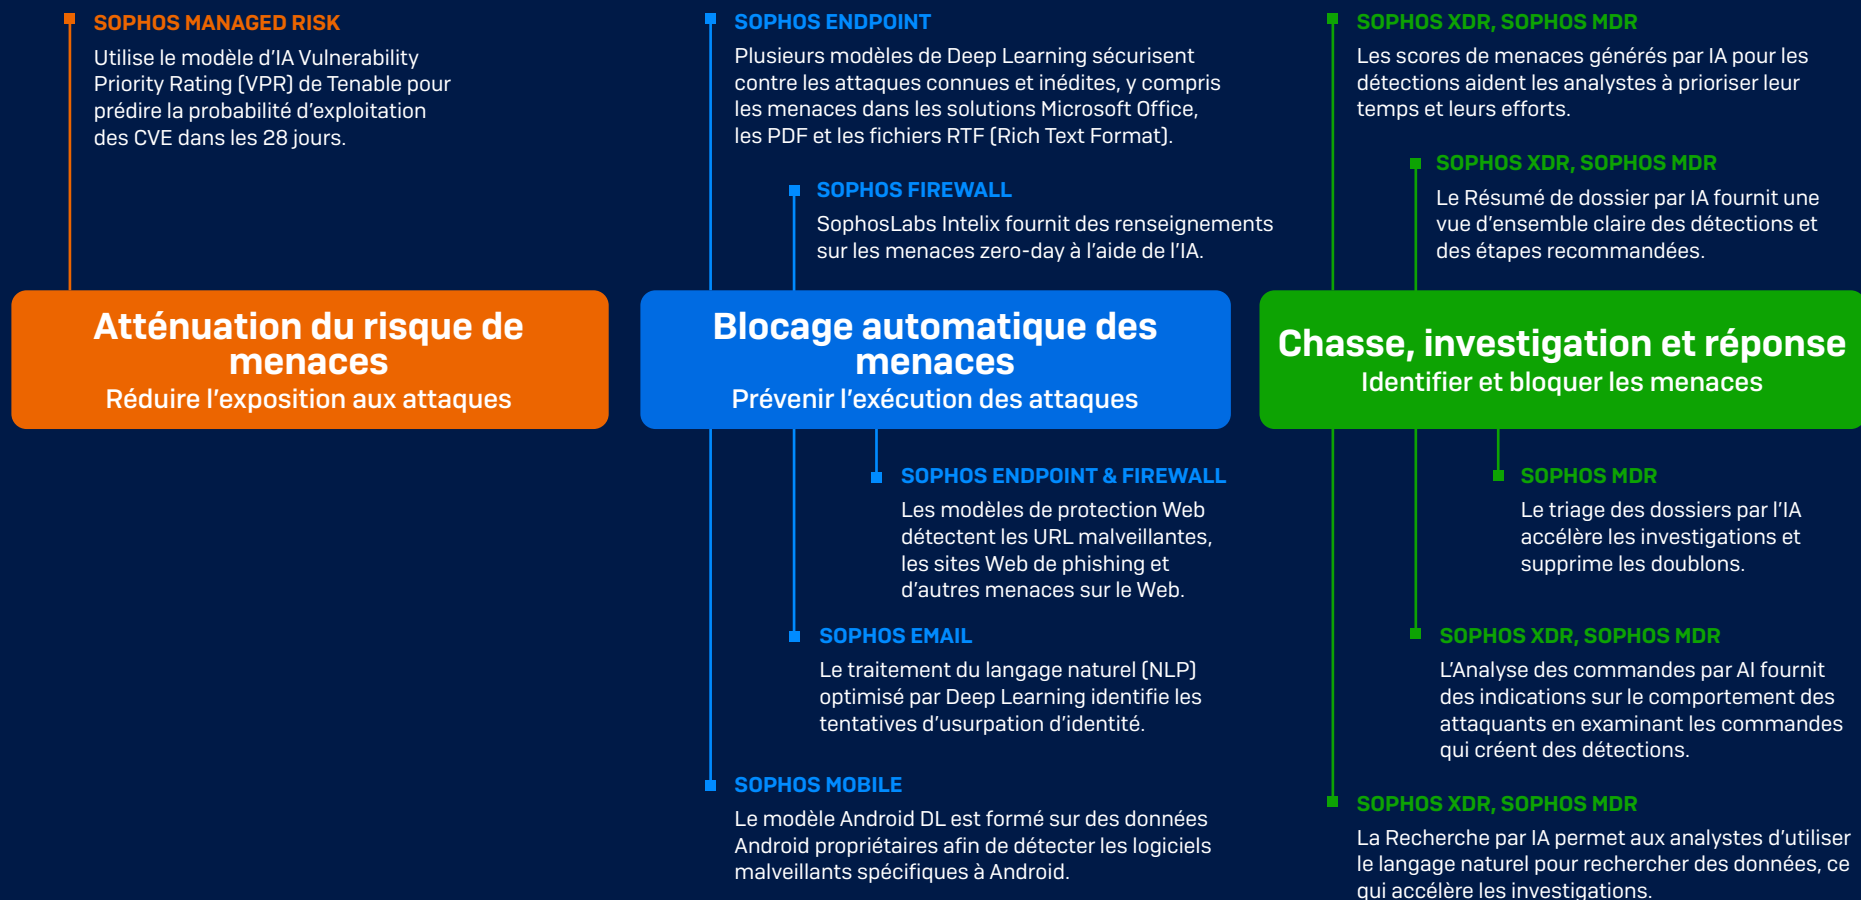 SOPHOS MANAGED RISK
Utilise le modèle d'IA Vulnerability
Priority Rating (VPR) de Tenable pour
prédire la probabilité d'exploitation
des CVE dans les 28 jours.
Atténuation du risque de
menaces
Réduire l'exposition aux attaques
SOPHOS ENDPOINT
Plusieurs modèles de Deep Learning sécurisent
contre les attaques connues et inédites, y compris
les menaces dans les solutions Microsoft Office,
les PDF et les fichiers RTF (Rich Text Format).
SOPHOS FIREWALL
SophosLabs Intelix fournit des renseignements
sur les menaces zero-day à l'aide de l'IA.
Blocage automatique des
menaces
Prévenir l'exécution des attaques
SOPHOS ENDPOINT & FIREWALL
Les modèles de protection Web
détectent les URL malveillantes,
les sites Web de phishing et
d'autres menaces sur le Web.
SOPHOS EMAIL
Le traitement du langage naturel (NLP)
optimisé par Deep Learning identifie les
tentatives d'usurpation d'identité.
SOPHOS MOBILE
Le modèle Android DL est formé sur des données
Android propriétaires afin de détecter les logiciels
malveillants spécifiques à Android.
SOPHOS XDR, SOPHOS MDR
Les scores de menaces générés par IA pour les
détections aident les analystes à prioriser leur
temps et leurs efforts.
SOPHOS XDR, SOPHOS MDR
Le Résumé de dossier par IA fournit une
vue d'ensemble claire des détections et
des étapes recommandées.
Chasse, investigation et réponse
Identifier et bloquer les menaces
SOPHOS MDR
Le triage des dossiers par l'IA
accélère les investigations et
supprime les doublons.
SOPHOS XDR, SOPHOS MDR
L'Analyse des commandes par AI fournit
des indications sur le comportement des
attaquants en examinant les commandes
qui créent des détections.
SOPHOS XDR, SOPHOS MDR
La Recherche par IA permet aux analystes d'utiliser
le langage naturel pour rechercher des données, ce
qui accélère les investigations.